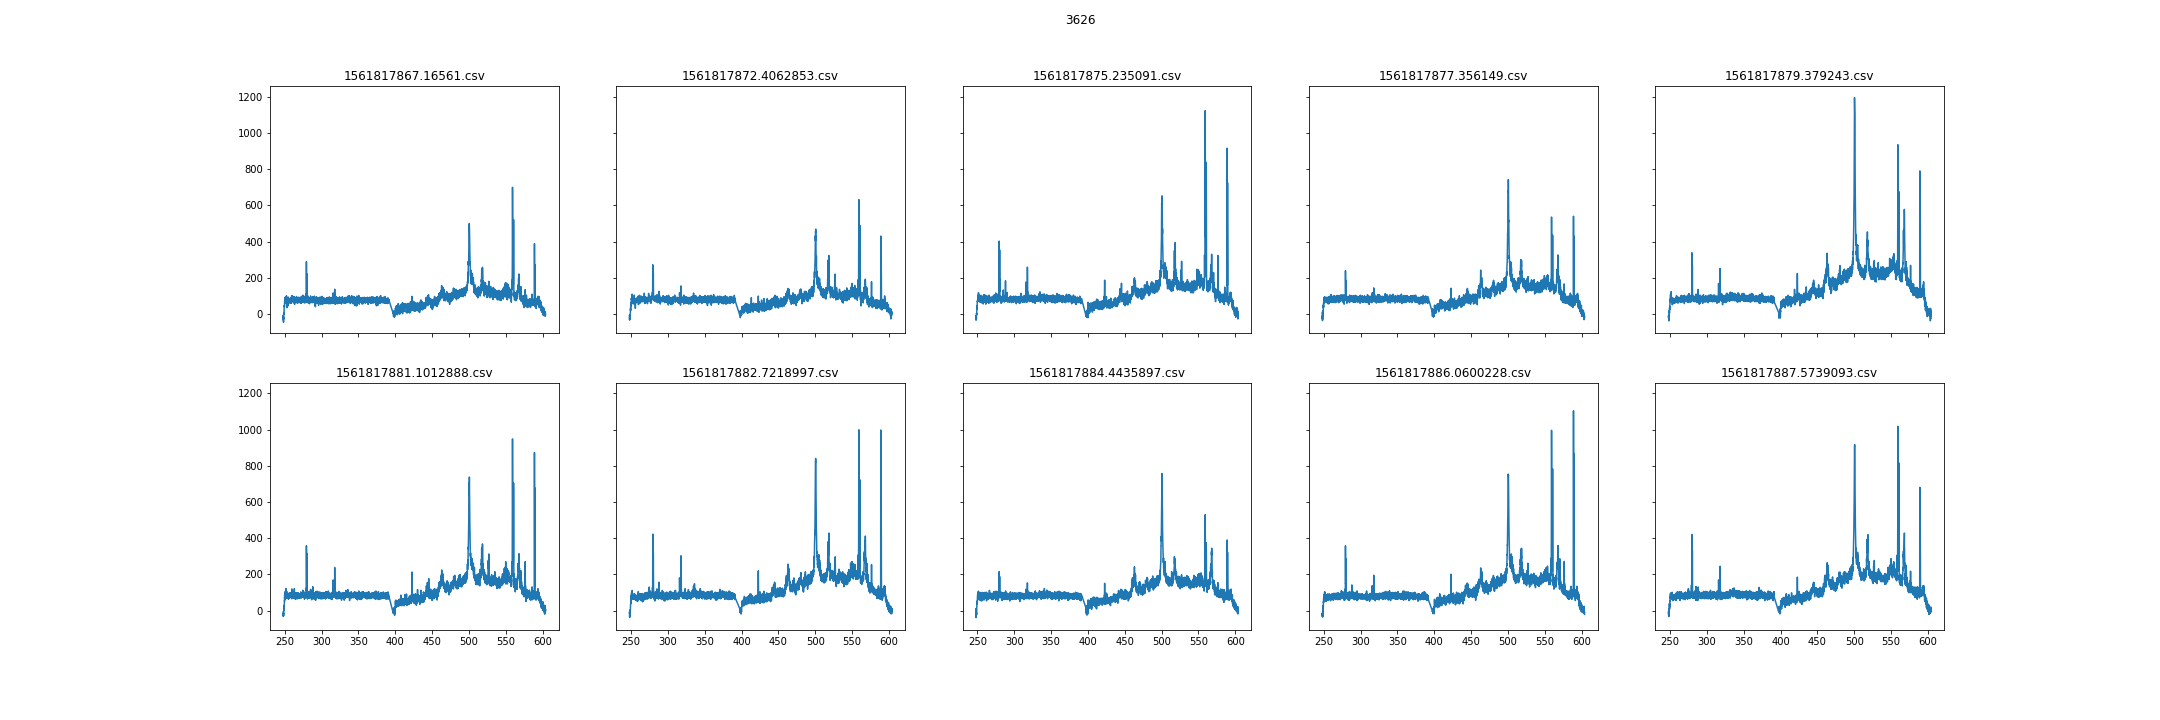 3626
1561817867.16561.csv
1561817872.4062853.csv
1561817875.235091.csv
1561817877.356149.csv
1561817879.379243.csv
1200
1000
800
600
400
200
0
1561817881.1012888.csv
1561817882.7218997.csv
1561817884.4435897.csv
1561817886.0600228.csv
1561817887.5739093.csv
1200
1000
800
600
400
200
0
250 300 350 400 450 500 550 600
250 300 350 400 450 500 550 600
250 300 350 400 450 500 550 600
250 300 350 400 450 500 550 600
250 300 350 400 450 500 550 600